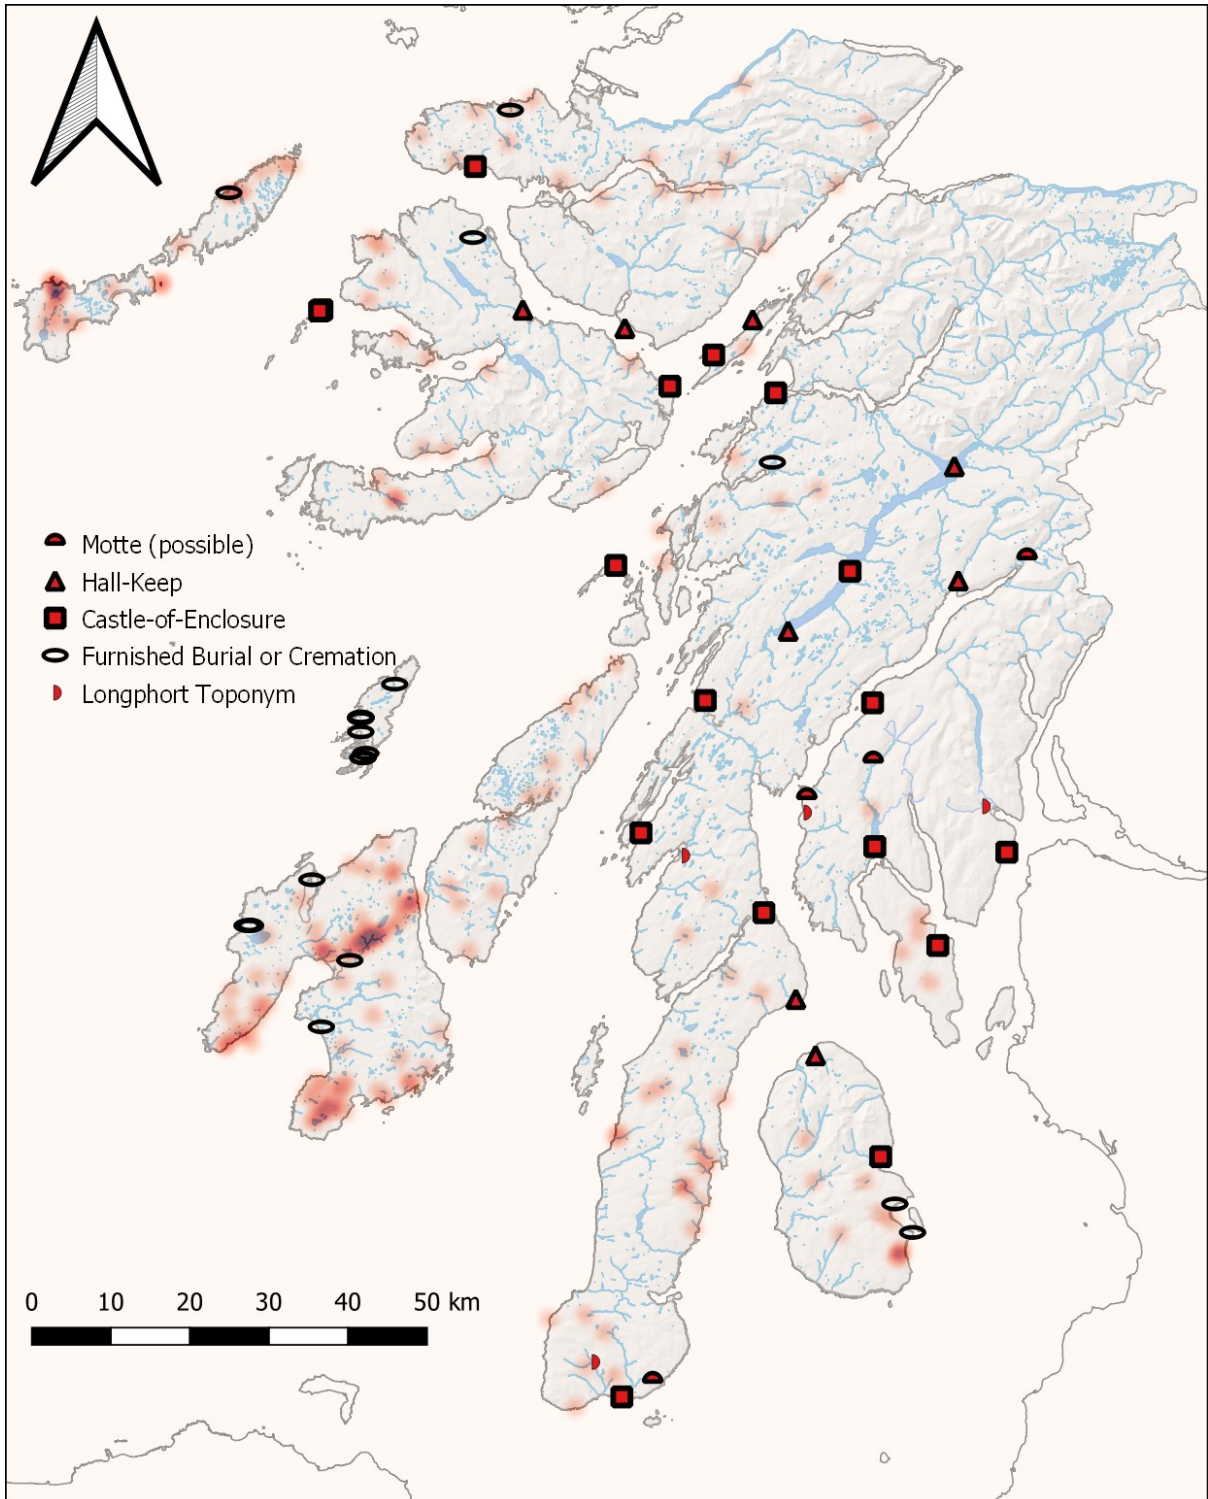 Motte (possible)
Hall-Keep
Castle-of-Enclosure
Furnished Burial or Cremation
Longphort Toponym
0 10 20 30 40 50 km